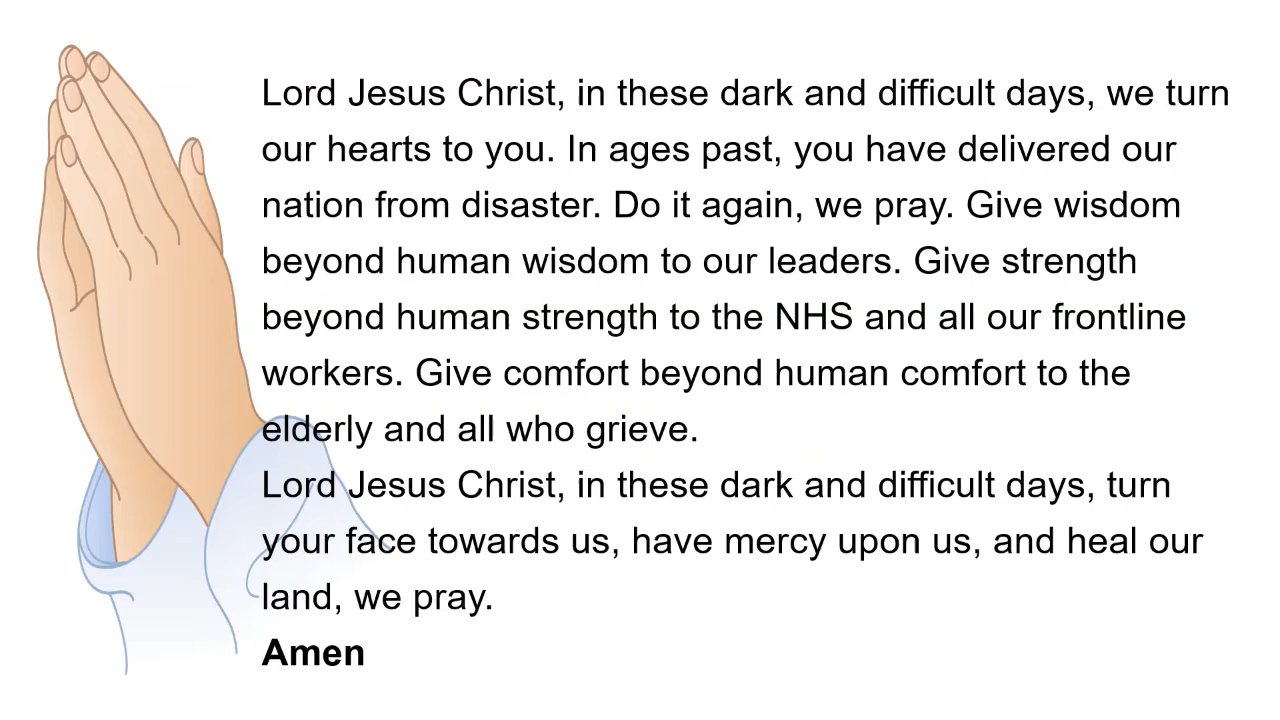 Lord Jesus Christ, in these dark and difficult days, we turn
our hearts to you. In ages past, you have delivered our
nation from disaster. Do it again, we pray. Give wisdom
beyond human wisdom to our leaders. Give strength
beyond human strength to the NHS and all our frontline
workers. Give comfort beyond human comfort to the
elderly and all who grieve.
Lord Jesus Christ, in these dark and difficult days, turn
your face towards us, have mercy upon us, and heal our
land, we pray.
Amen